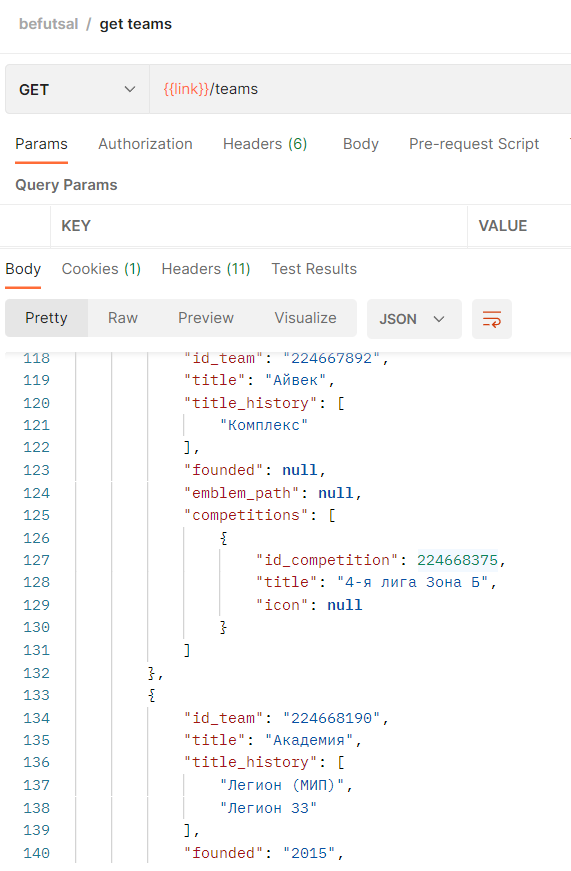 befutsal / get teams
GET {{link}}/teams
Params Authorization Headers (6) Body Pre-request Script
Query Params
KEY VALUE
Body Cookies (1) Headers (11) Test Results
Pretty Raw Preview Visualize JSON
118 "id_team": "224667892",
119 "title": "Айвек",
120 "title_history": [
121 "Комплекс"
122 ],
123 "founded": null,
124 "emblem_path": null,
125 "competitions": [
126 {
127 "id_competition": 224668375,
128 "title": "4-я лига Зона Б",
129 "icon": null
130 }
131 ]
132 },
133 {
134 "id_team": "224668190",
135 "title": "Академия",
136 "title_history": [
137 "Легион (МИП)",
138 "Легион 33"
139 ],
140 "founded": "2015",